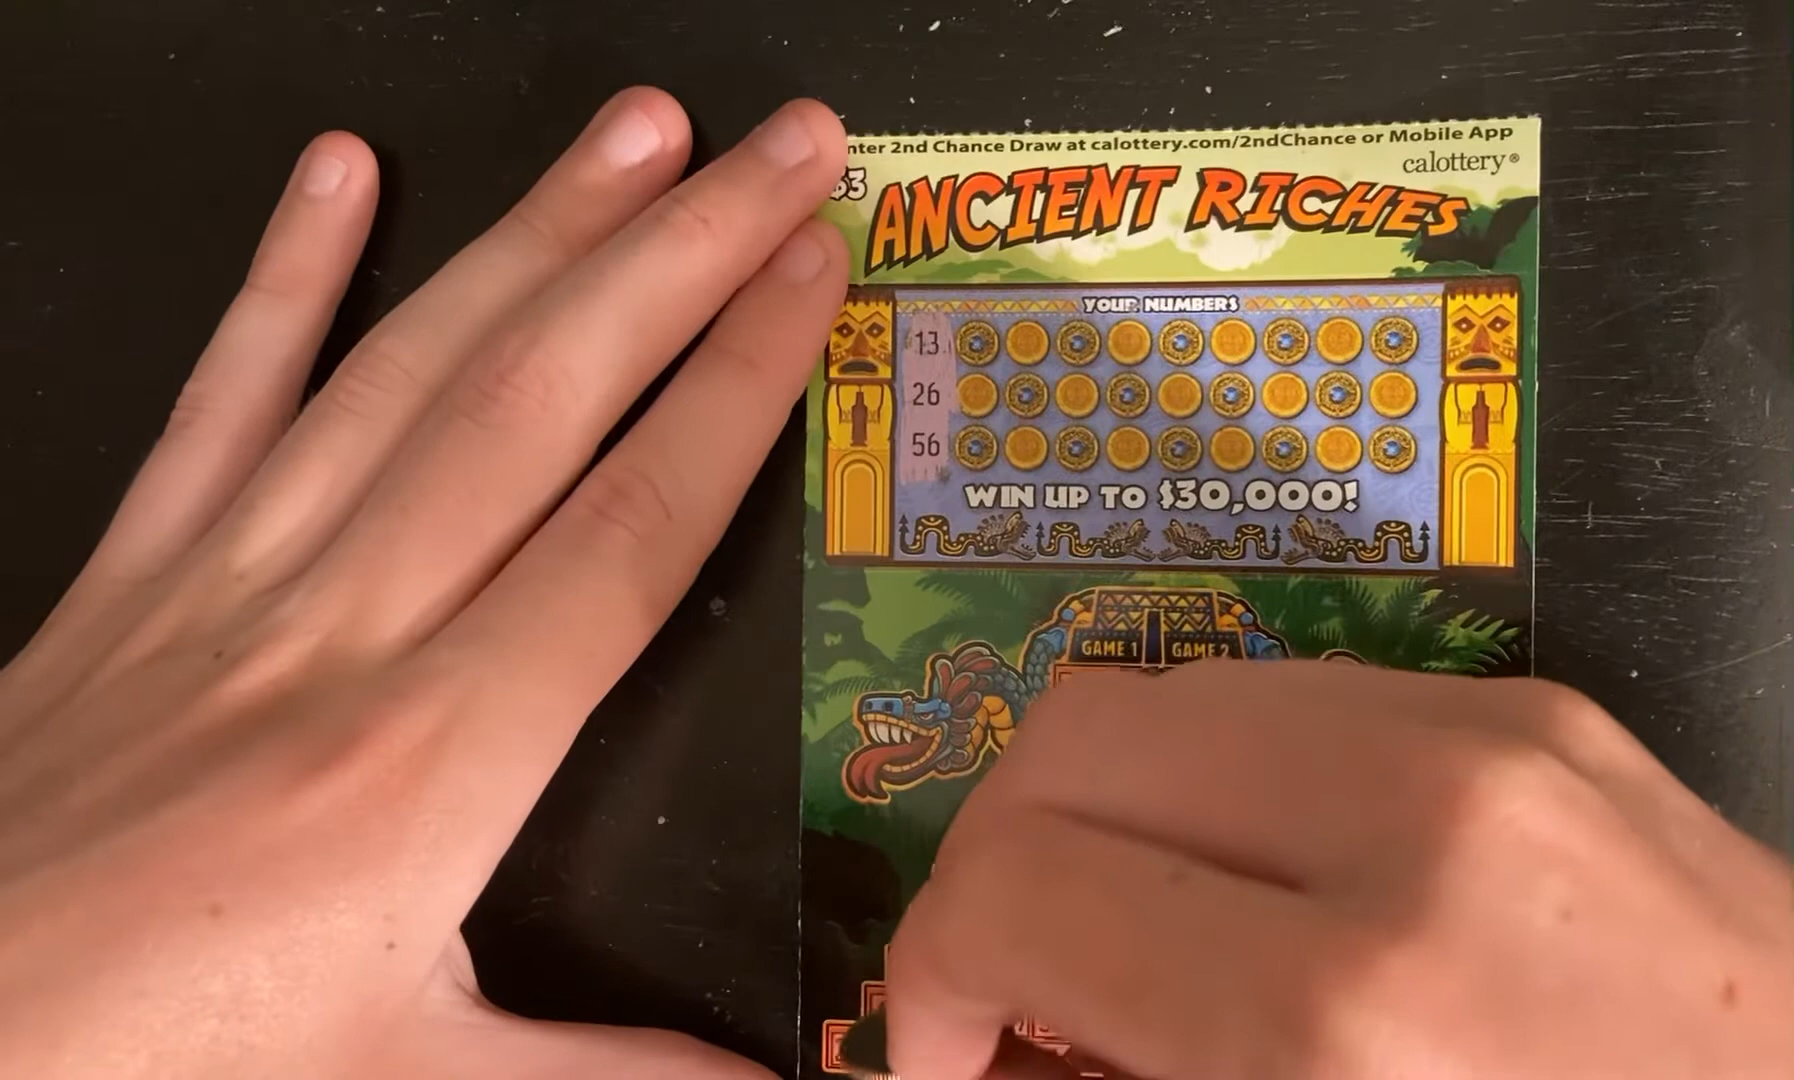 nter 2nd Chance Draw at calottery.com/2ndChance or Mobile App
calottery®
$3
ANCIENT RICHES
YOUR NUMBERS
13
26
56
WIN UP TO $30,000!
GAME 1 GAME 2